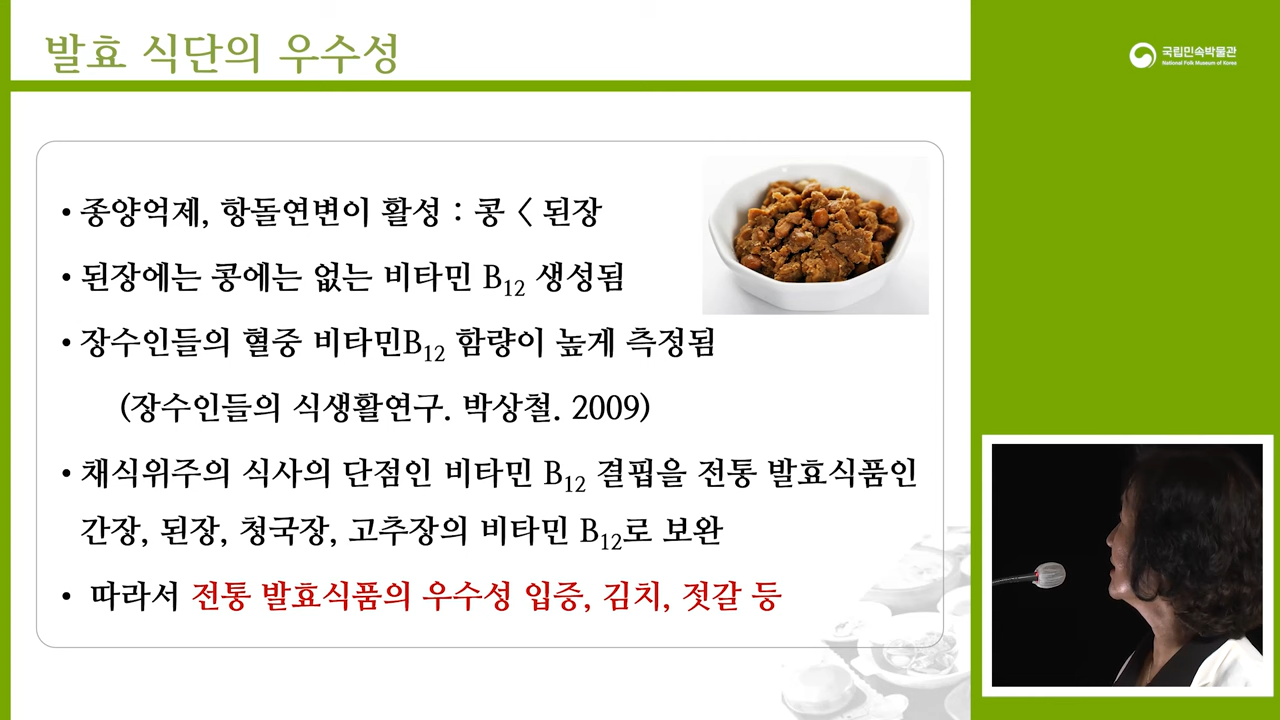 발효 식단의 우수성
국립민속박물관
National Folk Museum of Korea
• 종양억제, 항돌연변이 활성 : 콩 < 된장
• 된장에는 콩에는 없는 비타민 B₁₂ 생성됨
• 장수인들의 혈중 비타민B₁₂ 함량이 높게 측정됨
(장수인들의 식생활연구. 박상철. 2009)
• 채식위주의 식사의 단점인 비타민 B₁₂ 결핍을 전통 발효식품인
간장, 된장, 청국장, 고추장의 비타민 B₁₂로 보완
• 따라서 전통 발효식품의 우수성 입증, 김치, 젓갈 등